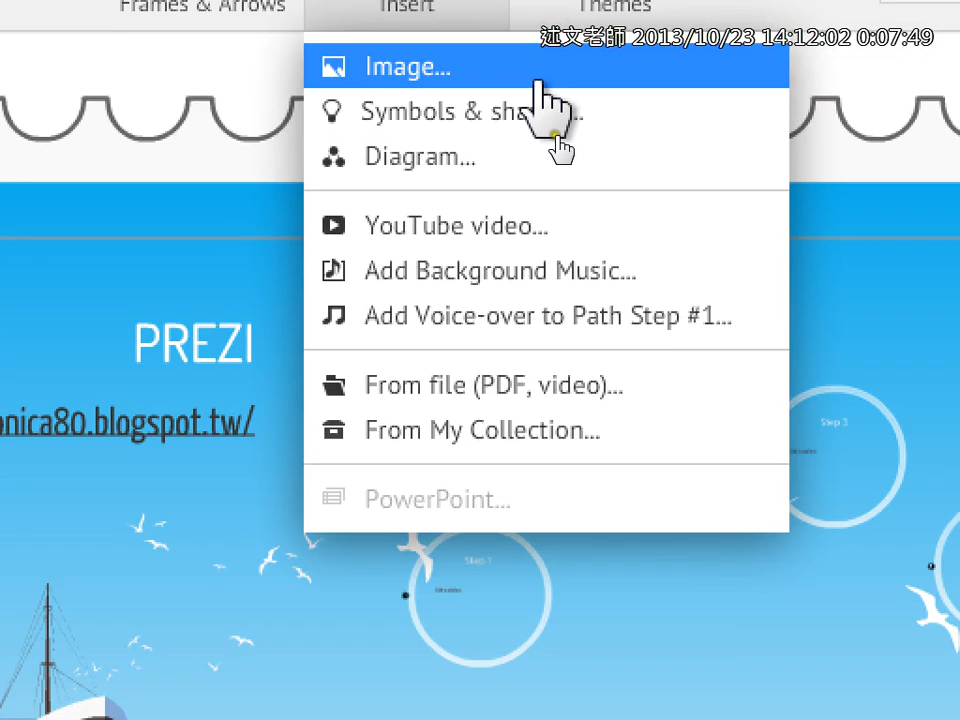 Frames & Arrows Insert Themes
述文老師 2013/10/23 14:12:02 0:07:49
Image...
Symbols & sha...
Diagram...
YouTube video...
Add Background Music...
Add Voice-over to Path Step #1...
From file (PDF, video)...
From My Collection...
PowerPoint...
PREZI
onica80.blogspot.tw/
Step 3
Step 1